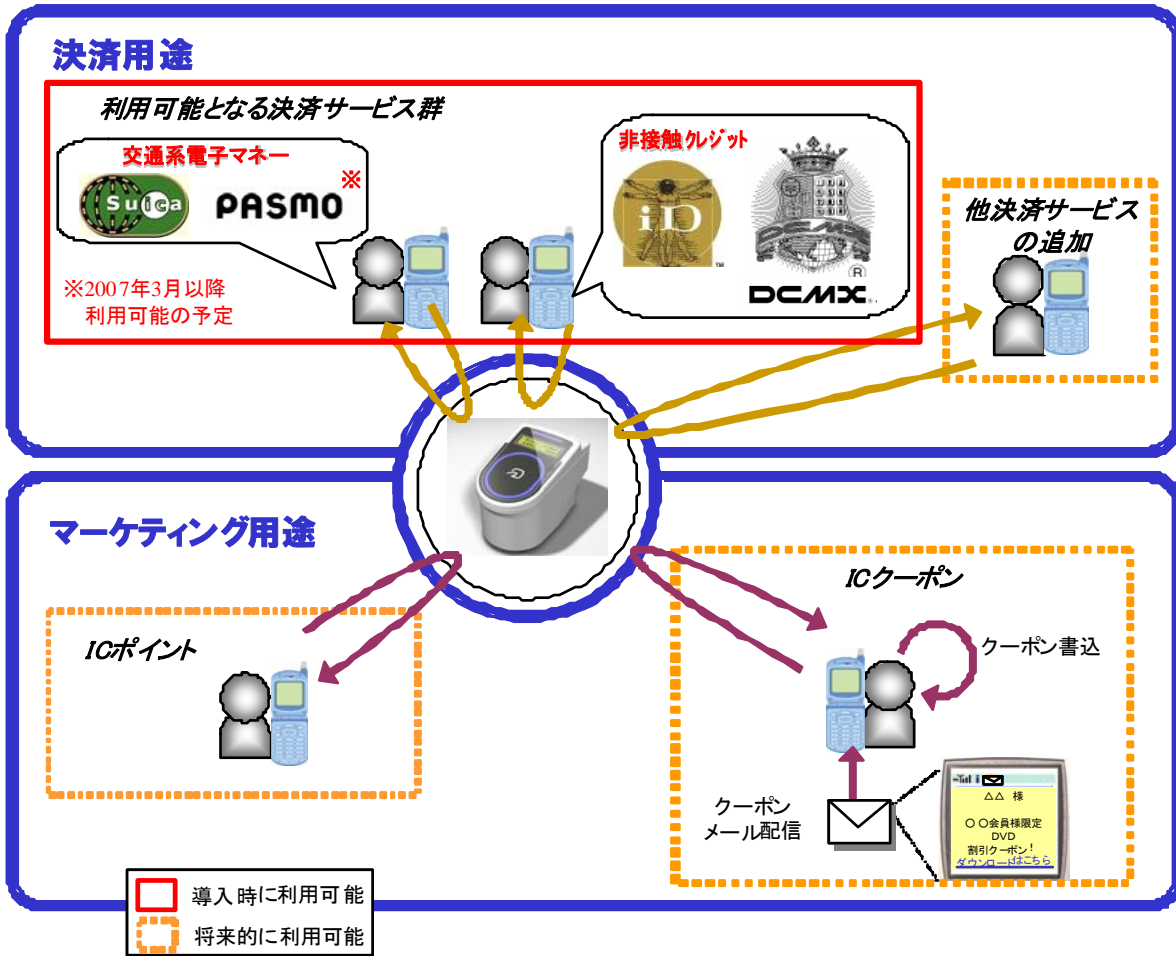 決済用途
利用可能となる決済サービス群
交通系電子マネー
Suica
PASMO
※
※2007年3月以降
利用可能の予定
非接触クレジット
iD
TM
DCMX
®
DCMX
他決済サービス
の追加
マーケティング用途
ICポイント
ICクーポン
クーポン書込
クーポン
メール配信
△△ 様
〇〇会員様限定
DVD
割引クーポン!
ダウンロードはこちら
導入時に利用可能
将来的に利用可能